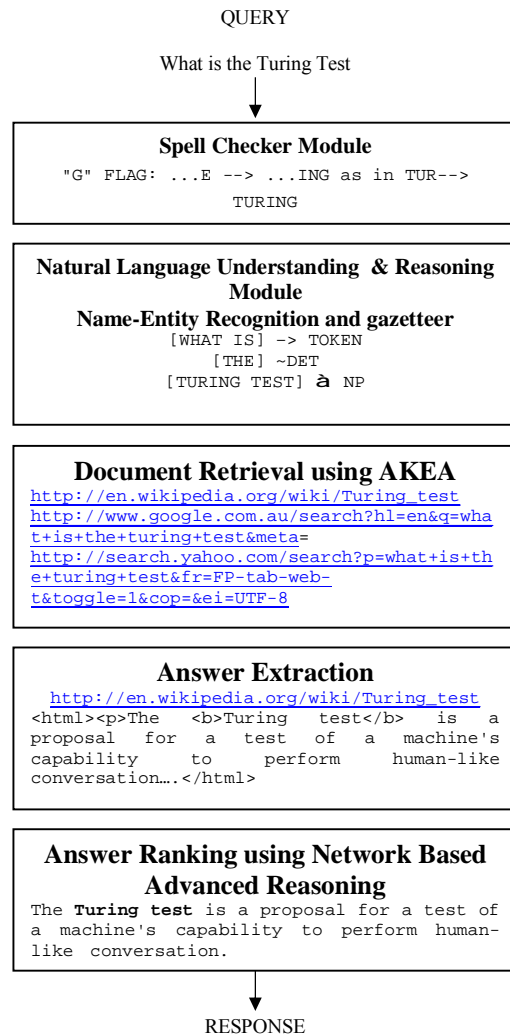 QUERY
What is the Turing Test
Spell Checker Module
"G" FLAG: ...E --> ...ING as in TUR-->
TURING
Natural Language Understanding & Reasoning
Module
Name-Entity Recognition and gazetteer
[WHAT IS] –> TOKEN
[THE] ~DET
[TURING TEST] à NP
Document Retrieval using AKEA
http://en.wikipedia.org/wiki/Turing_test
http://www.google.com.au/search?hl=en&q=wha
t+is+the+turing+test&meta=
http://search.yahoo.com/search?p=what+is+th
e+turing+test&fr=FP-tab-web-
t&toggle=1&cop=&ei=UTF-8
Answer Extraction
http://en.wikipedia.org/wiki/Turing_test
<html><p>The <b>Turing test</b> is a
proposal for a test of a machine's
capability to perform human-like
conversation….</html>
Answer Ranking using Network Based
Advanced Reasoning
The Turing test is a proposal for a test of
a machine's capability to perform human-
like conversation.
RESPONSE